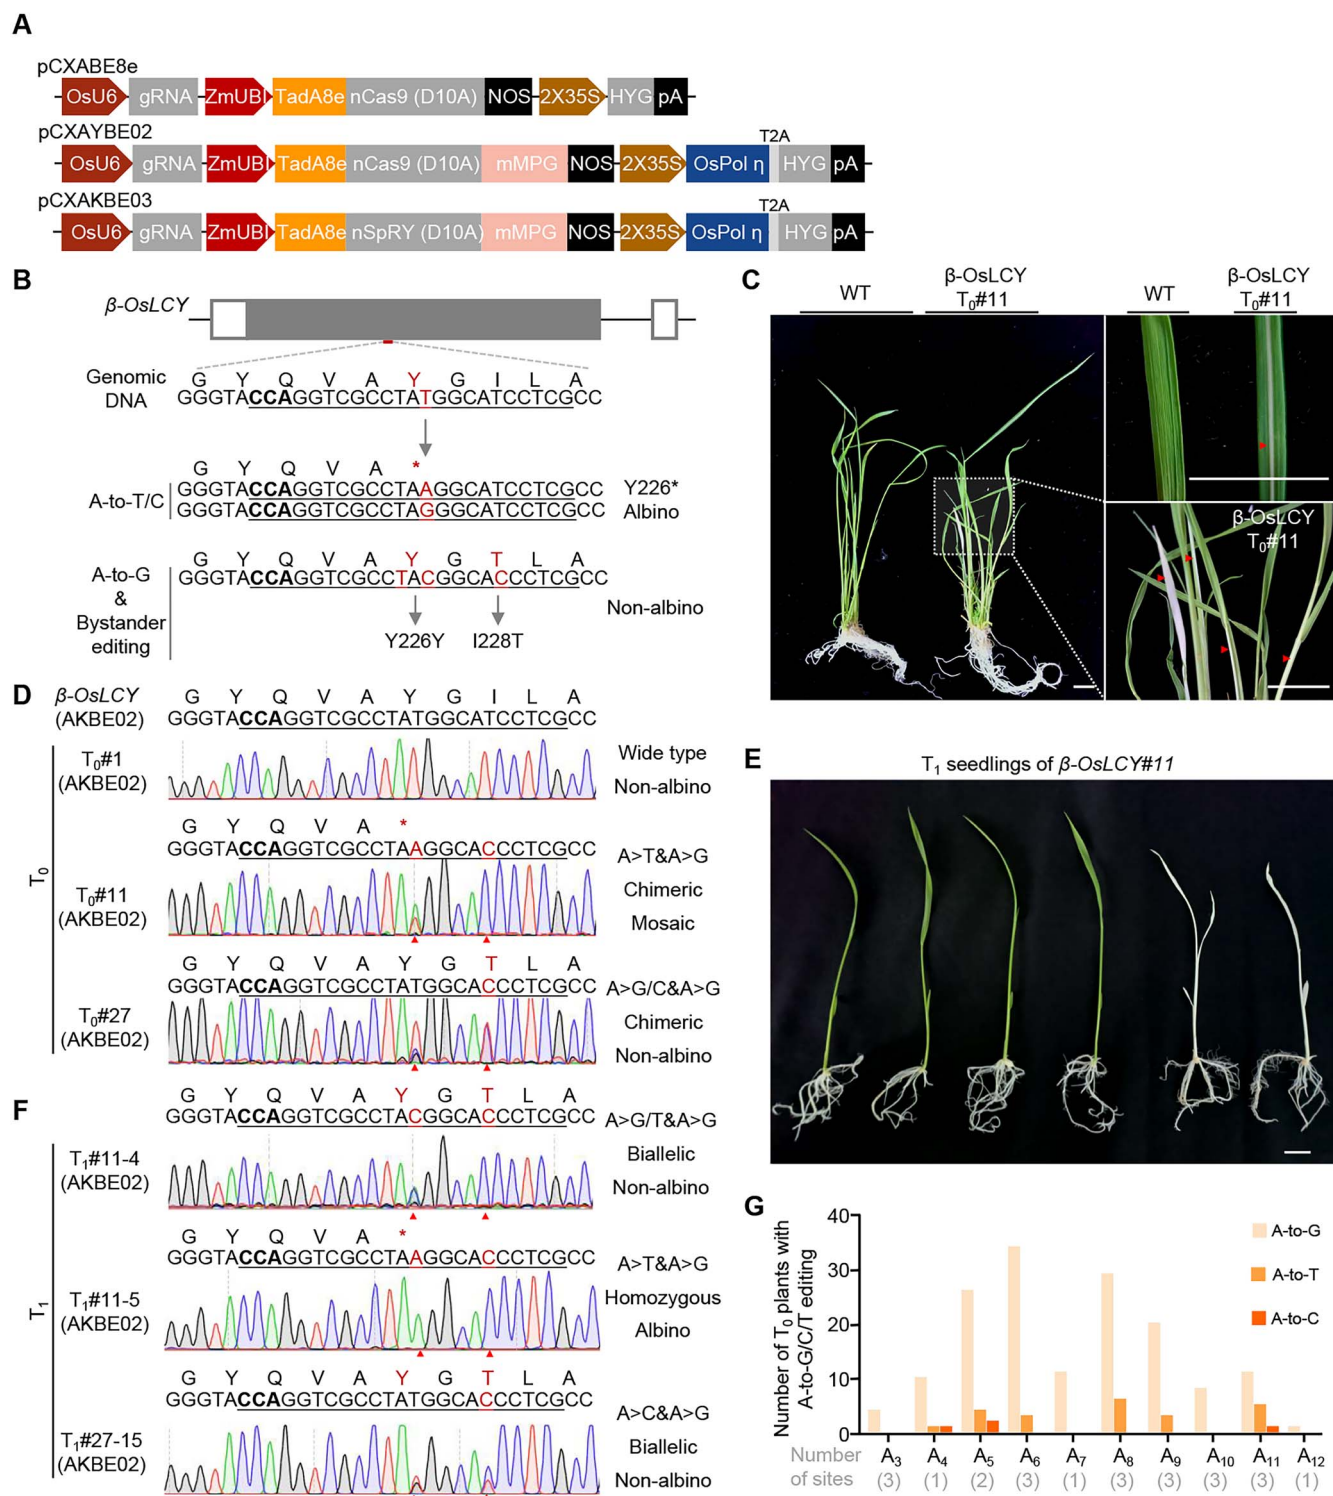 A
pCXABE8e
OsU6 gRNA ZmUBI TadA8e nCas9 (D10A) NOS 2X35S HYG pA
pCXAYBE02
T2A
OsU6 gRNA ZmUBI TadA8e nCas9 (D10A) mMPG NOS 2X35S OsPol η HYG pA
pCXAKBE03
T2A
OsU6 gRNA ZmUBI TadA8e nSpRY (D10A) mMPG NOS 2X35S OsPol η HYG pA
B
β-OsLCY
Genomic DNA
G Y Q V A Y G I L A
GGGTACCAGGTCGCCTATGGCATCCTCGCC
A-to-T/C
G Y Q V A *
GGGTACCAGGTCGCCTAAGGCATCCTCGCC
GGGTACCAGGTCGCCTAGGGCATCCTCGCC
Y226*
Albino
A-to-G
&
Bystander
editing
G Y Q V A Y G T L A
GGGTACCAGGTCGCCTACGGCACCCTCGCC
Non-albino
Y226Y I228T
C
WT
β-OsLCY
T0#11
WT
β-OsLCY
T0#11
β-OsLCY
T0#11
D
β-OsLCY
(AKBE02)
G Y Q V A Y G I L A
GGGTACCAGGTCGCCTATGGCATCCTCGCC
T0
T0#1
(AKBE02)
Wide type
Non-albino
G Y Q V A *
GGGTACCAGGTCGCCTAAGGCACCCTCGCC
T0#11
(AKBE02)
A>T&A>G
Chimeric
Mosaic
G Y Q V A Y G T L A
GGGTACCAGGTCGCCTATGGCACCCTCGCC
T0#27
(AKBE02)
A>G/C&A>G
Chimeric
Non-albino
E
T1 seedlings of β-OsLCY#11
F
T1
G Y Q V A Y G T L A
GGGTACCAGGTCGCCTACGGCACCCTCGCC
T1#11-4
(AKBE02)
A>G/T&A>G
Biallelic
Non-albino
G Y Q V A *
GGGTACCAGGTCGCCTAAGGCACCCTCGCC
T1#11-5
(AKBE02)
A>T&A>G
Homozygous
Albino
G Y Q V A Y G T L A
GGGTACCAGGTCGCCTATGGCACCCTCGCC
T1#27-15
(AKBE02)
A>C&A>G
Biallelic
Non-albino
G
Number of T0 plants with
A-to-G/C/T editing
40
30
20
10
0
A-to-G
A-to-T
A-to-C
A3 A4 A5 A6 A7 A8 A9 A10 A11 A12
Number
of sites
(3) (1) (2) (3) (1) (3) (3) (3) (3) (1)